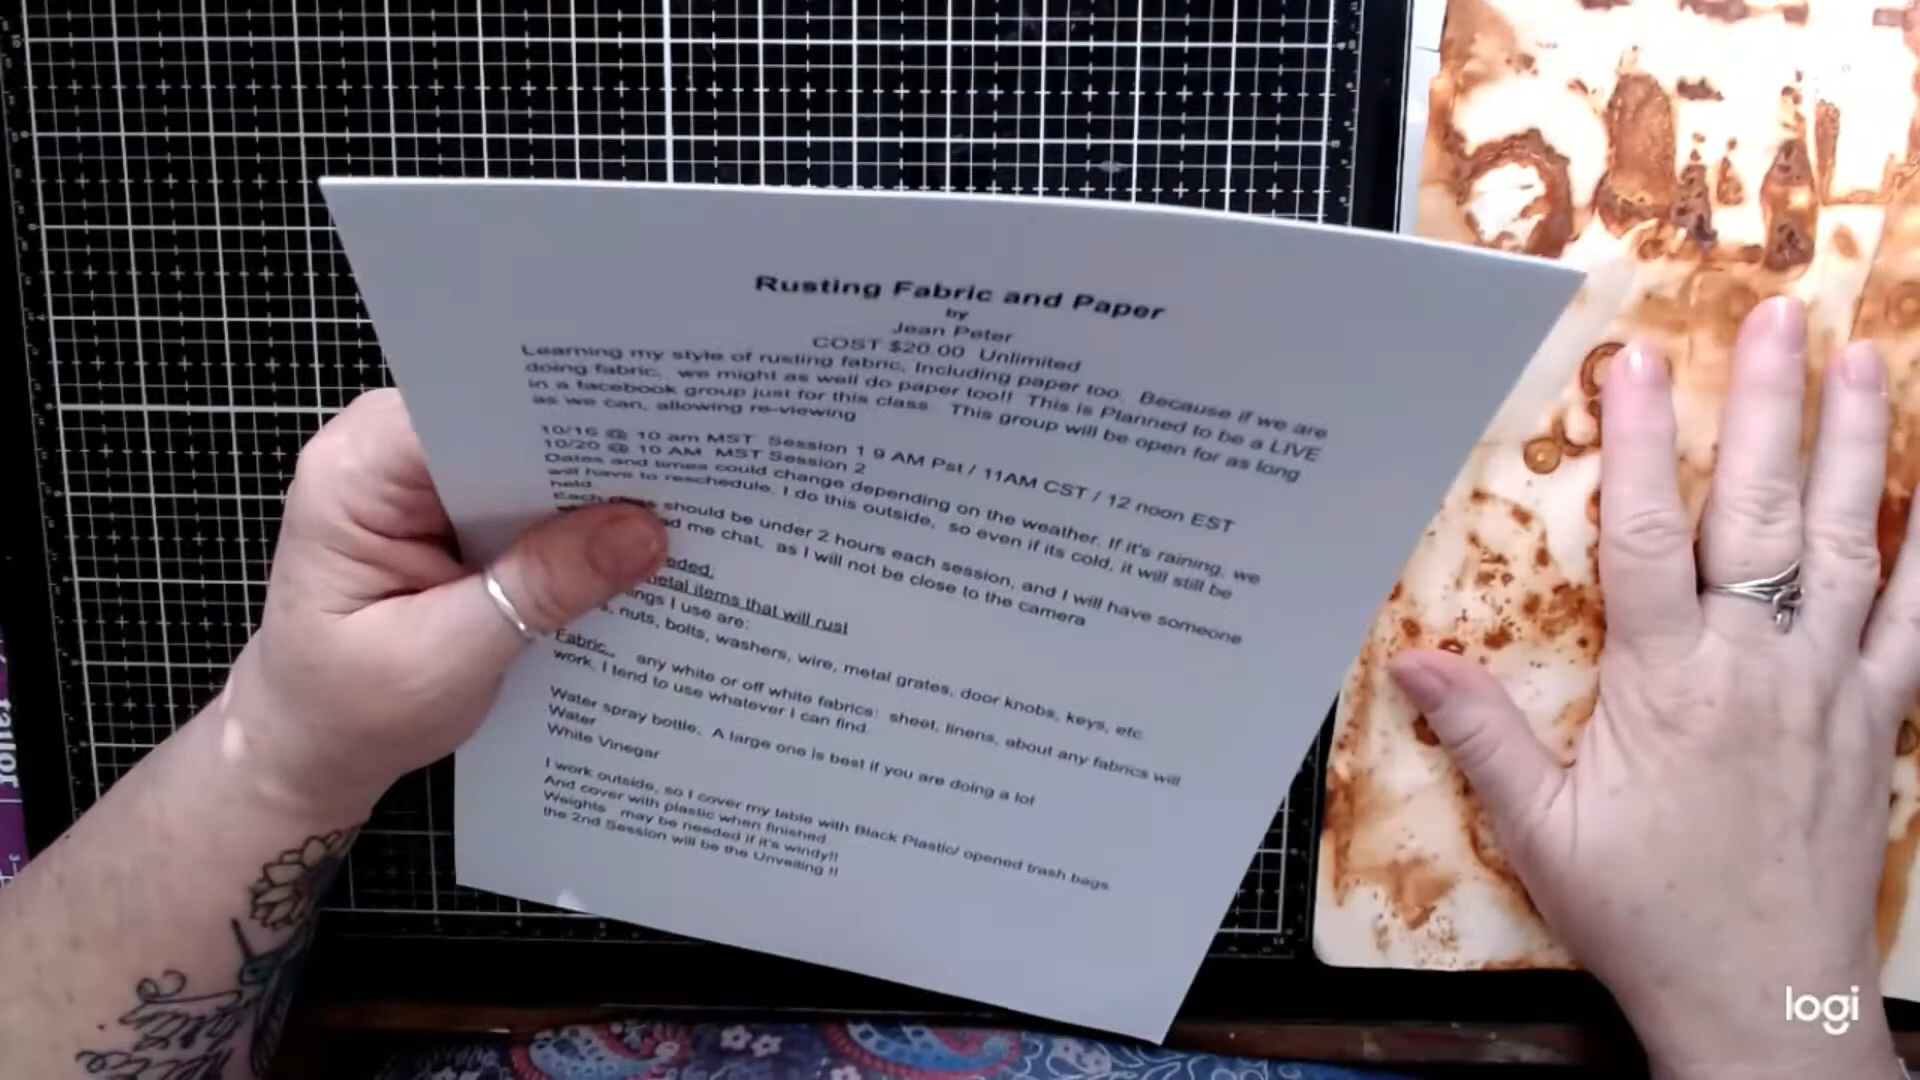 Rusting Fabric and Paper
by
Jean Peter
COST $20.00 Unlimited
Learning my style of rusting fabric, Including paper too. Because if we are
doing fabric, we might as well do paper too!! This is Planned to be a LIVE
in a facebook group just for this class. This group will be open for as long
as we can, allowing re-viewing
10/16 @ 10 am MST Session 1 9 AM Pst / 11AM CST / 12 noon EST
10/20 @ 10 AM MST Session 2
Dates and times could change depending on the weather. If it's raining, we
will have to reschedule. I do this outside, so even if its cold, it will still be
held.
Each class should be under 2 hours each session, and I will have someone
me chat, as I will not be close to the camera
metal items that will rust
I use are:
nuts, bolts, washers, wire, metal grates, door knobs, keys, etc.
Fabric.. any white or off white fabrics: sheet, linens, about any fabrics will
work. I tend to use whatever I can find.
Water spray bottle. A large one is best if you are doing a lot
Water
White Vinegar
I work outside, so I cover my table with Black Plastic/ opened trash bags
And cover with plastic when finished
Weights may be needed if it's windy!!
the 2nd Session will be the Unveiling !!
logi